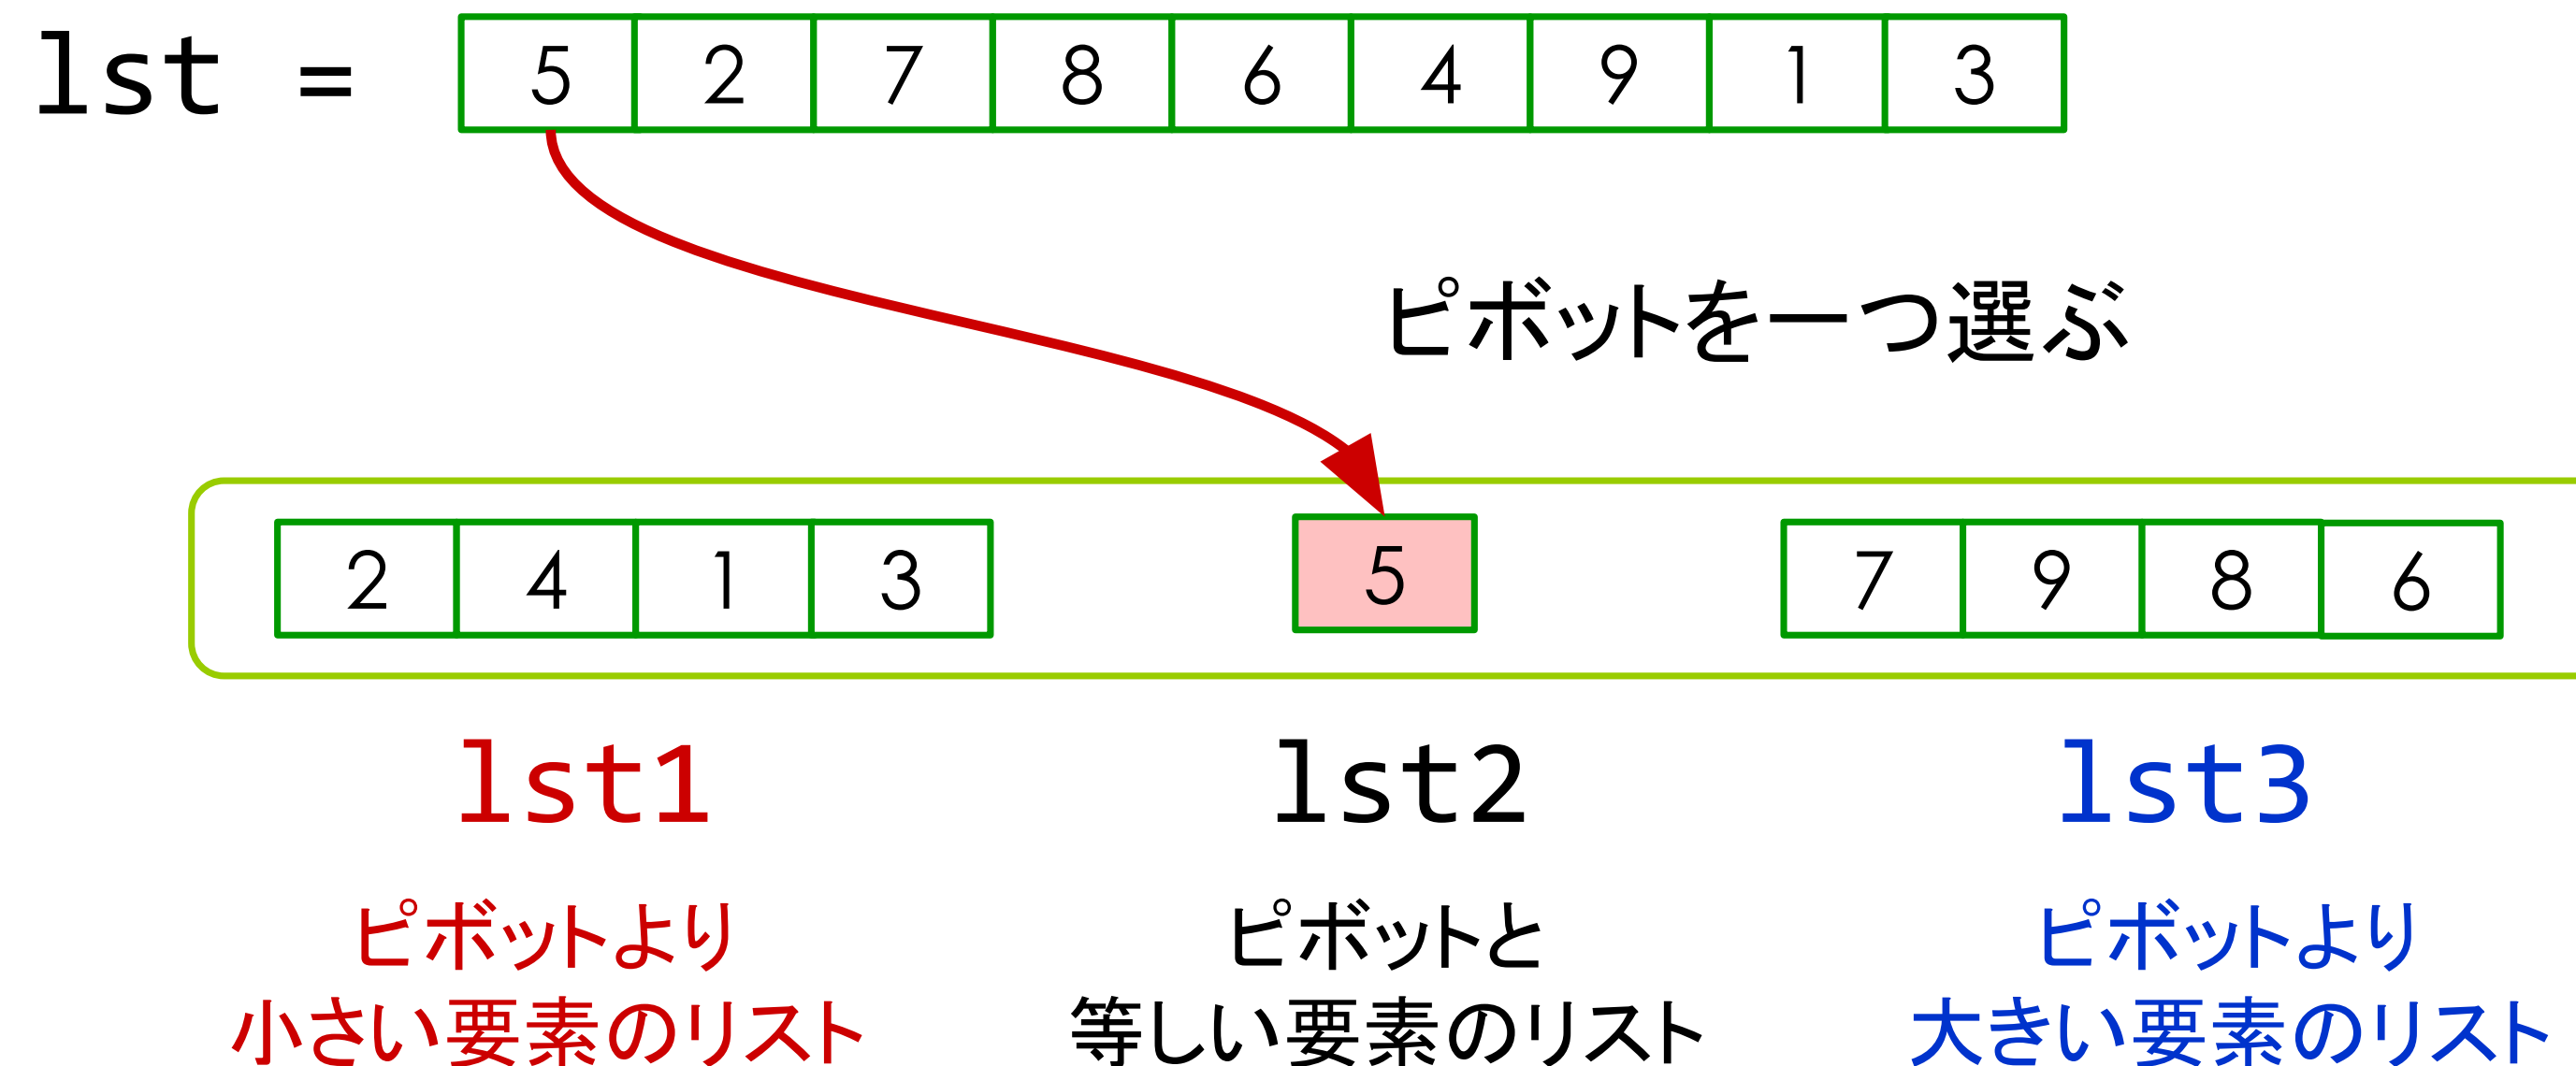 lst = 5 2 7 8 6 4 9 1 3
ピボットを一つ選ぶ
2 4 1 3 5 7 9 8 6
lst1 lst2 lst3
ピボットより ピボットと ピボットより
小さい要素のリスト 等しい要素のリスト 大きい要素のリスト